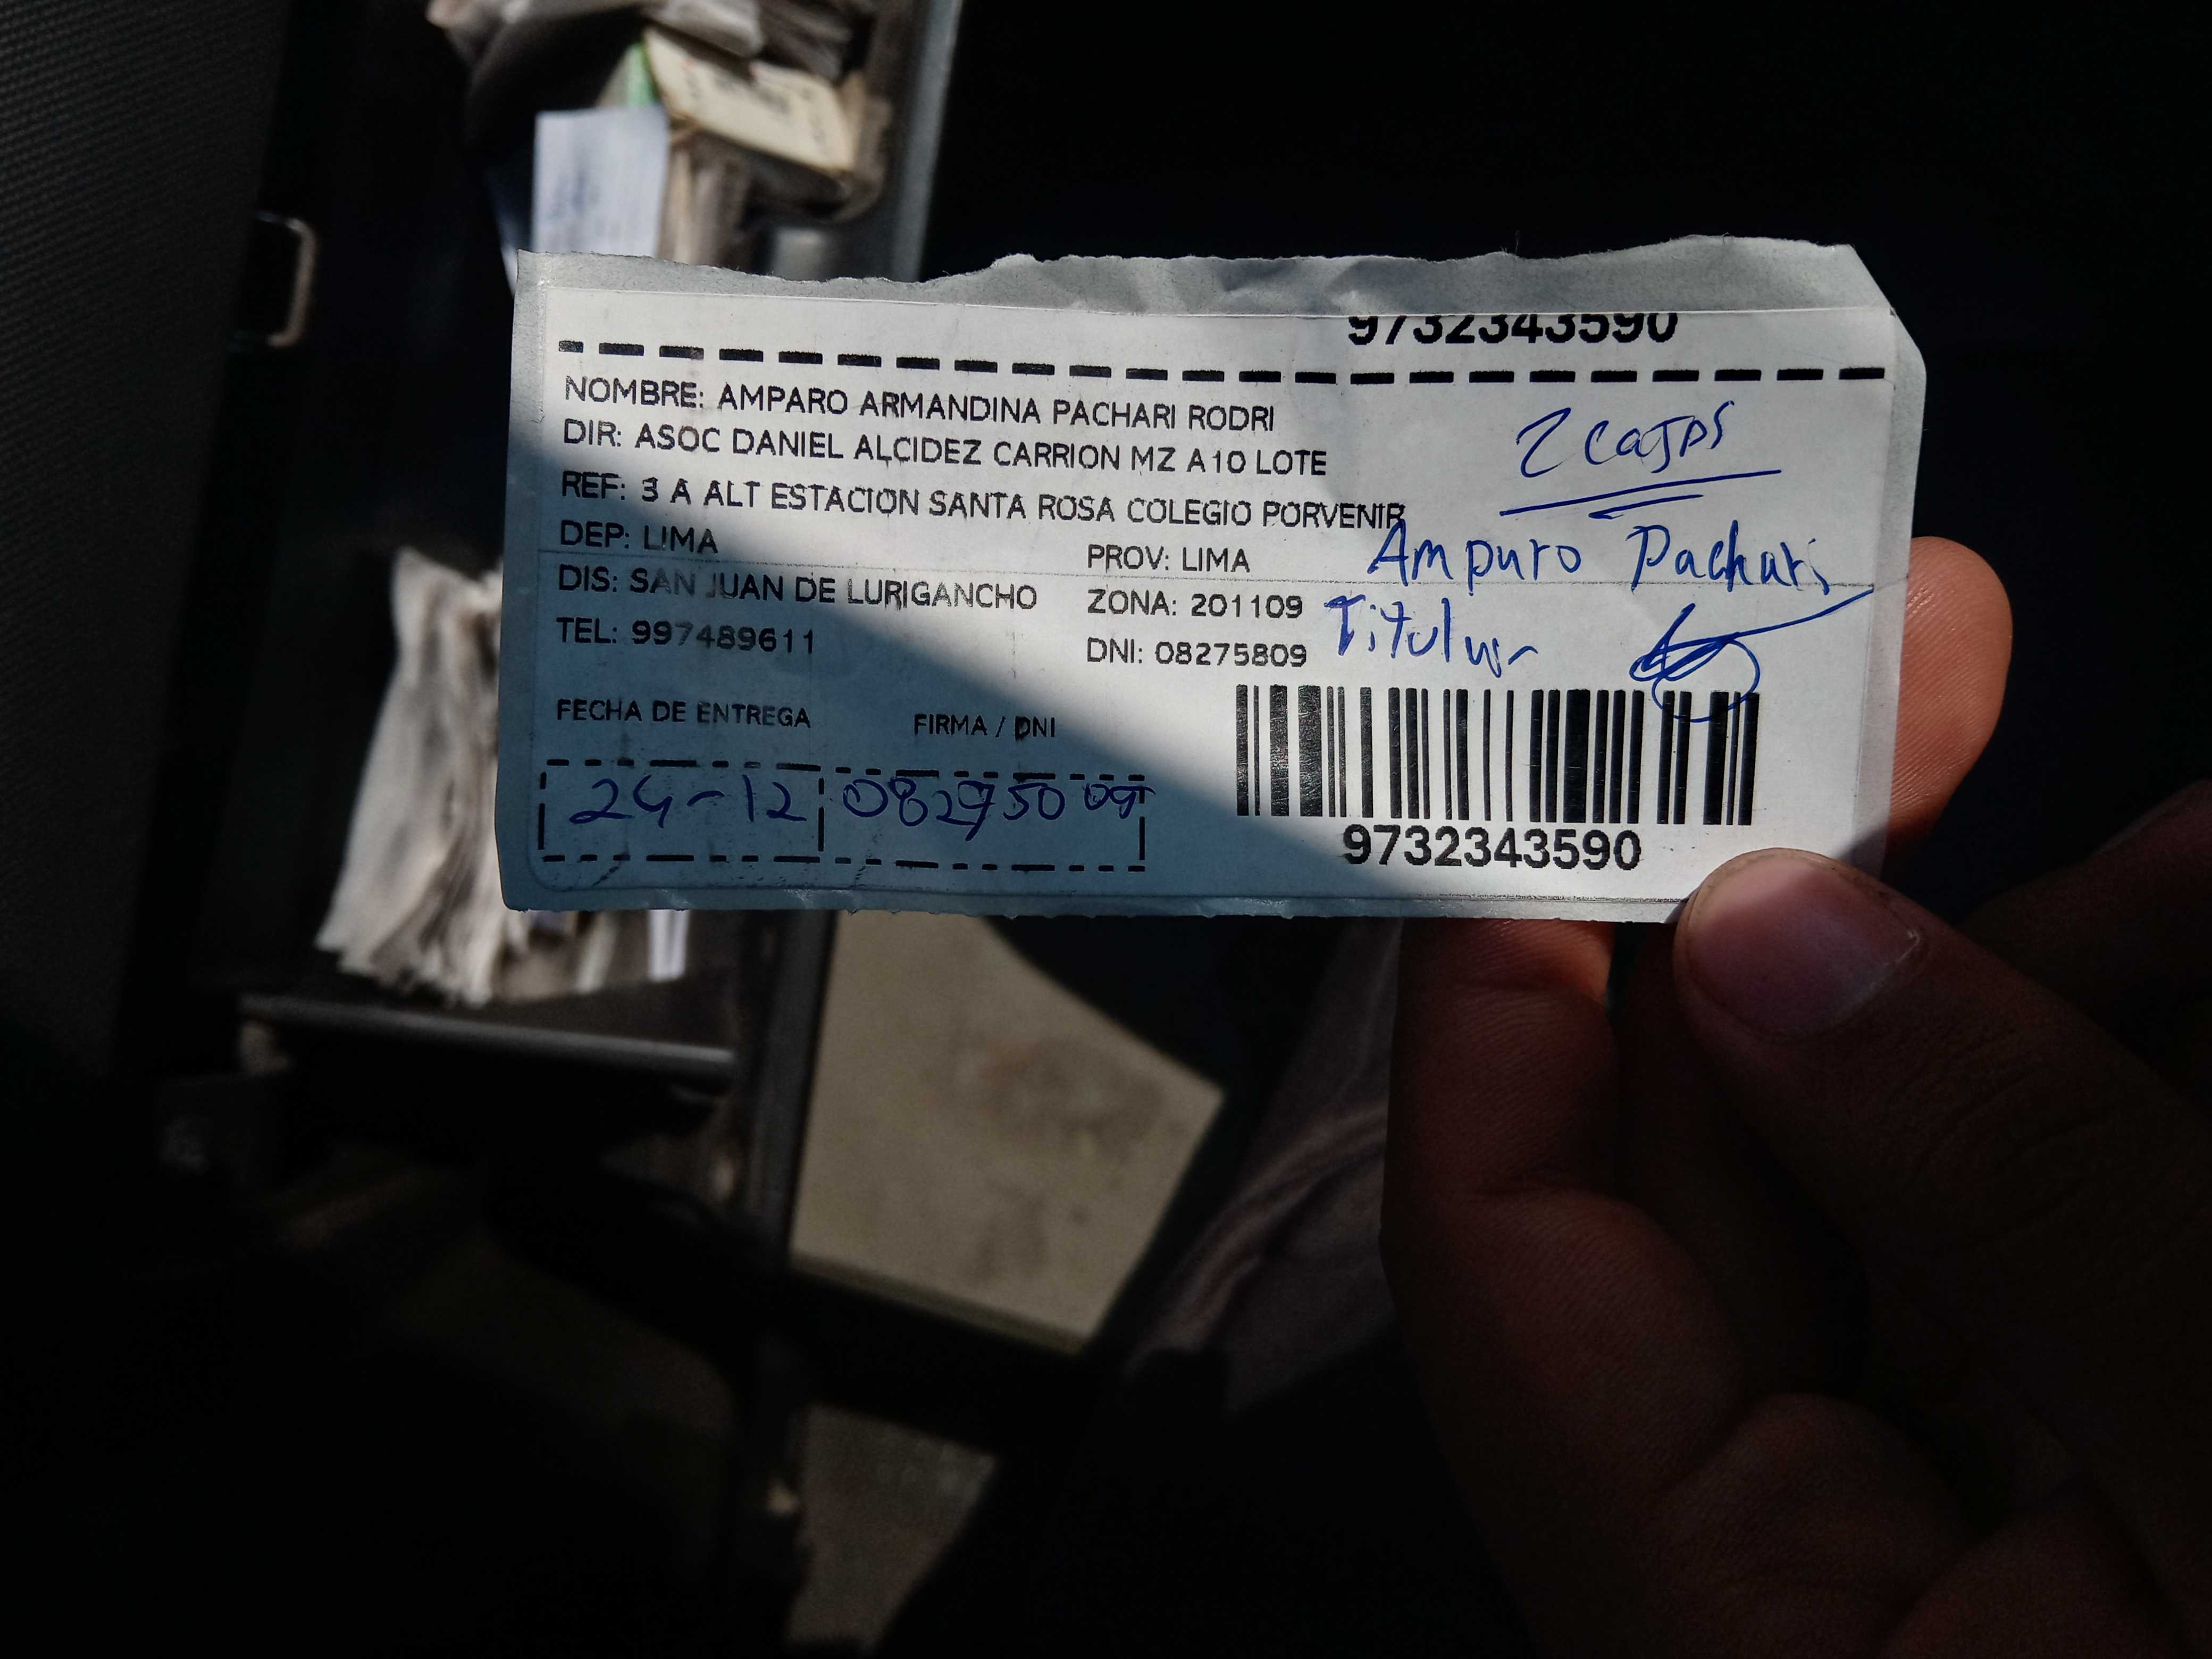 9732343590
NOMBRE: AMPARO ARMANDINA PACHARI RODRI
DIR: ASOC DANIEL ALCIDEZ CARRION MZ A10 LOTE
REF: 3 A ALT ESTACION SANTA ROSA COLEGIO PORVENIR
2 cajas
DEP: LIMA PROV: LIMA
Amparo Pachari
DIS: SAN JUAN DE LURIGANCHO ZONA: 201109
Titular
TEL: 997489611 DNI: 08275809
FECHA DE ENTREGA FIRMA / DNI
24-12
9732343590